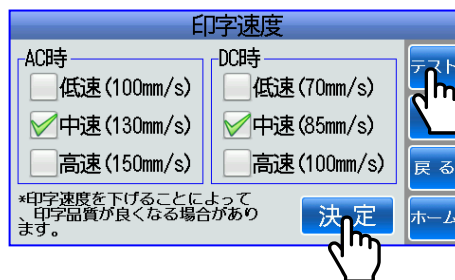 印字速度
AC時
低速(100mm/s)
中速(130mm/s)
高速(150mm/s)
DC時
低速(70mm/s)
中速(85mm/s)
高速(100mm/s)
*印字速度を下げることによって
、印字品質が良くなる場合があり
ます。
決定
テスト
戻る
ホーム